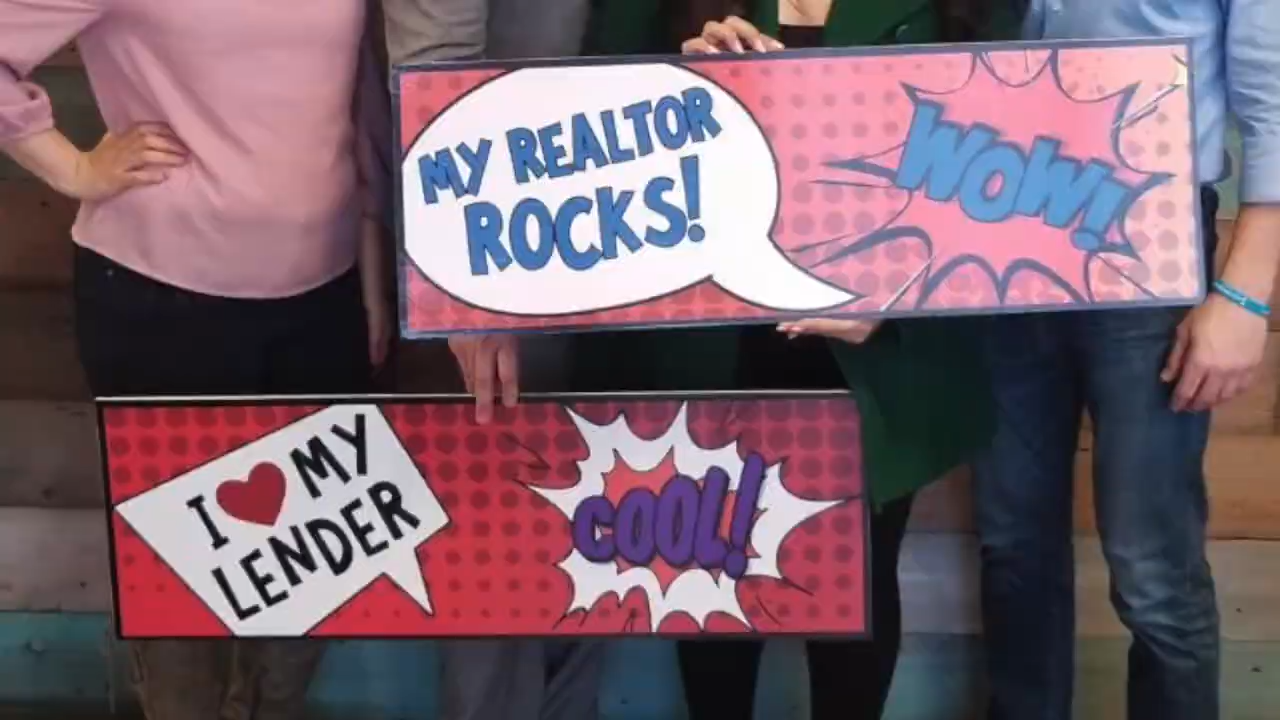 MY REALTOR
ROCKS!
WOW!
I ❤ MY
LENDER
COOL!